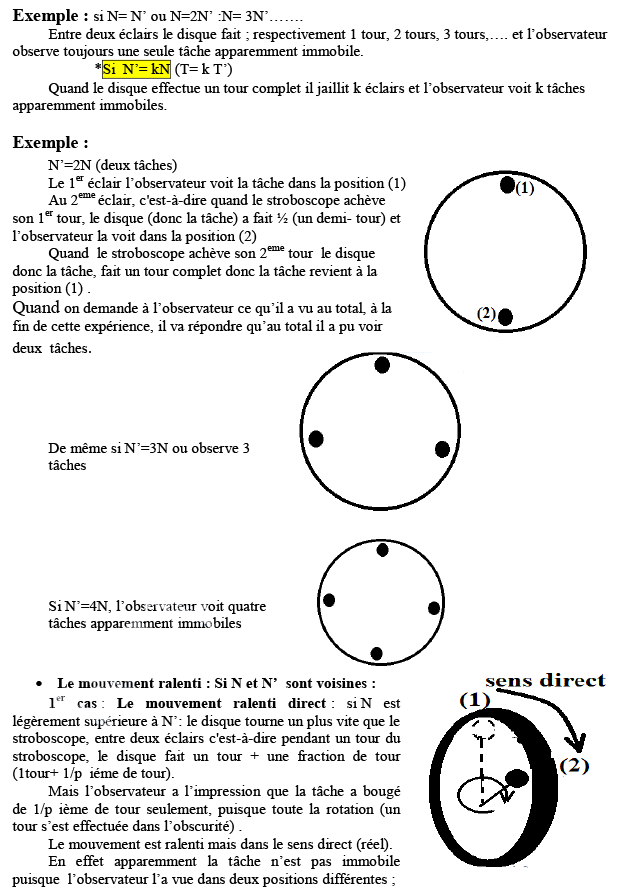 Exemple : si N= N’ ou N=2N’ :N= 3N’…….
Entre deux éclairs le disque fait ; respectivement 1 tour, 2 tours, 3 tours,…. et l’observateur
observe toujours une seule tâche apparemment immobile.
*Si N’= kN (T= k T’)
Quand le disque effectue un tour complet il jaillit k éclairs et l’observateur voit k tâches
apparemment immobiles.
Exemple :
N’=2N (deux tâches)
Le 1er éclair l’observateur voit la tâche dans la position (1)
Au 2eme éclair, c'est-à-dire quand le stroboscope achève
son 1er tour, le disque (donc la tâche) a fait ½ (un demi- tour) et
l’observateur la voit dans la position (2)
Quand le stroboscope achève son 2eme tour le disque
donc la tâche, fait un tour complet donc la tâche revient à la
position (1) .
Quand on demande à l’observateur ce qu’il a vu au total, à la
fin de cette expérience, il va répondre qu’au total il a pu voir
deux tâches.
(1)
(2)
De même si N’=3N ou observe 3
tâches
Si N’=4N, l’observateur voit quatre
tâches apparemment immobiles
• Le mouvement ralenti : Si N et N’ sont voisines :
1er cas : Le mouvement ralenti direct : si N est
légèrement supérieure à N’: le disque tourne un plus vite que le
stroboscope, entre deux éclairs c'est-à-dire pendant un tour du
stroboscope, le disque fait un tour + une fraction de tour
(1tour+ 1/p iéme de tour).
Mais l’observateur a l’impression que la tâche a bougé
de 1/p ième de tour seulement, puisque toute la rotation (un
tour s’est effectuée dans l’obscurité) .
Le mouvement est ralenti mais dans le sens direct (réel).
En effet apparemment la tâche n’est pas immobile
puisque l’observateur l’a vue dans deux positions différentes ;
sens direct
(1)
(2)